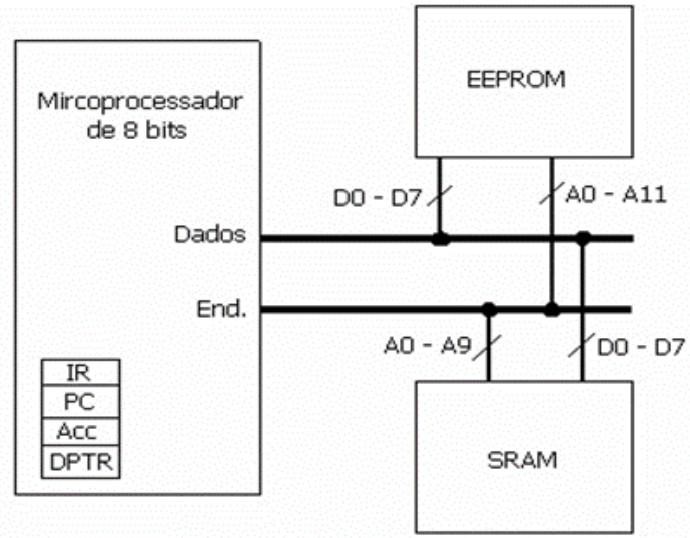 Mircoprocessador
de 8 bits
Dados
End.
IR
PC
Acc
DPTR
EEPROM
D0 - D7
A0 - A11
A0 - A9
D0 - D7
SRAM